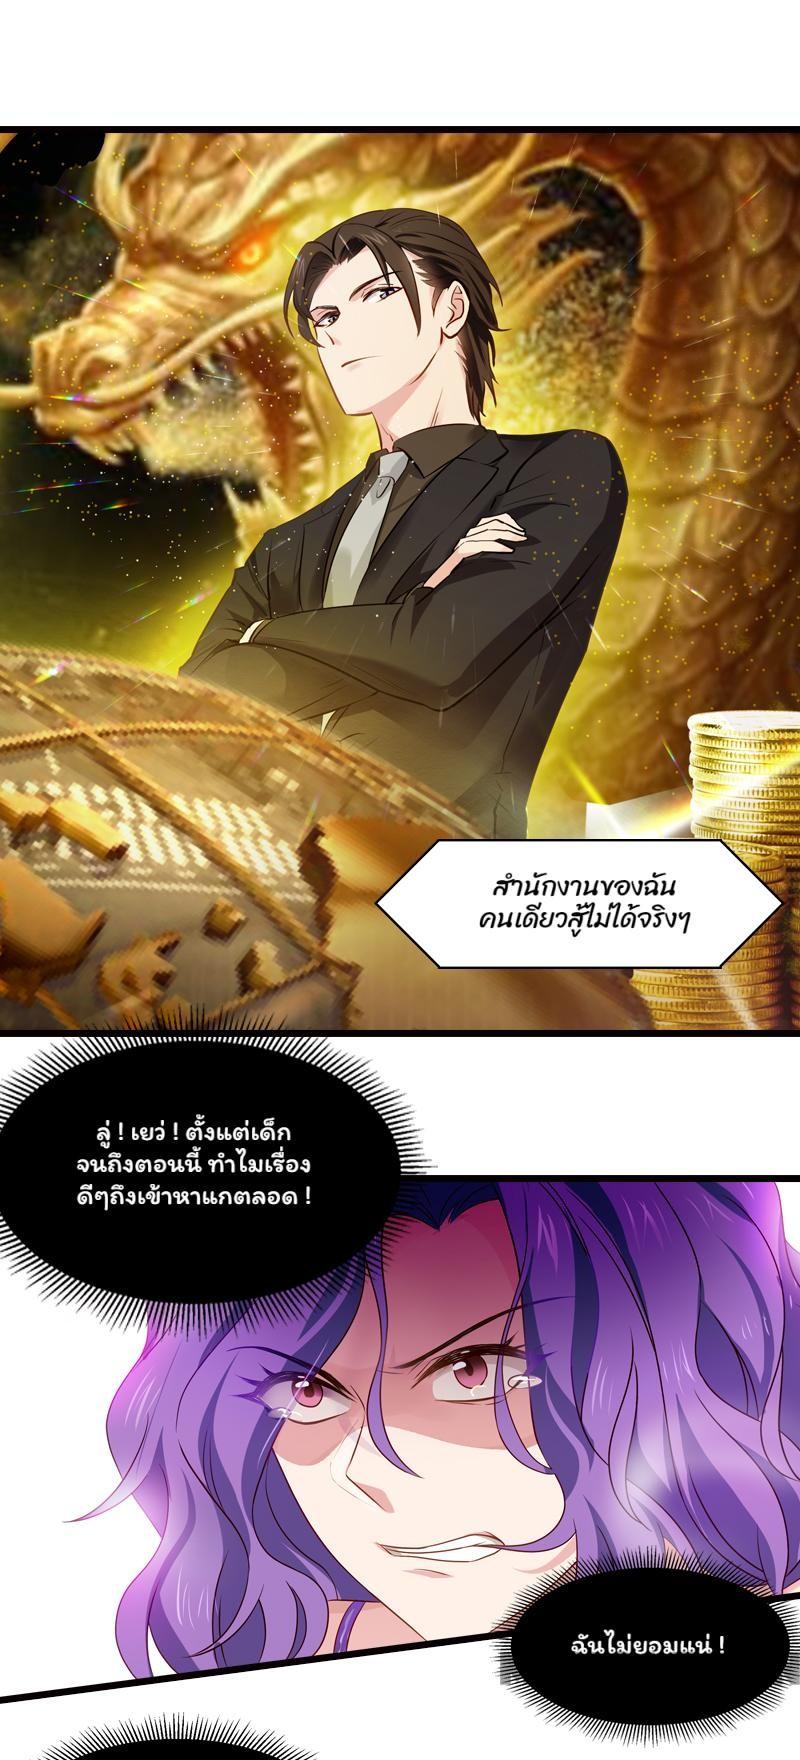 สำนักงานของฉัน
คนเดียวสู้ไม่ได้จริงๆ
ลู่ ! เยว่ ! ตั้งแต่เด็ก
จนถึงตอนนี้ ทำไมเรื่อง
ดีๆถึงเข้าหาแกตลอด !
ฉันไม่ยอมแน่ !